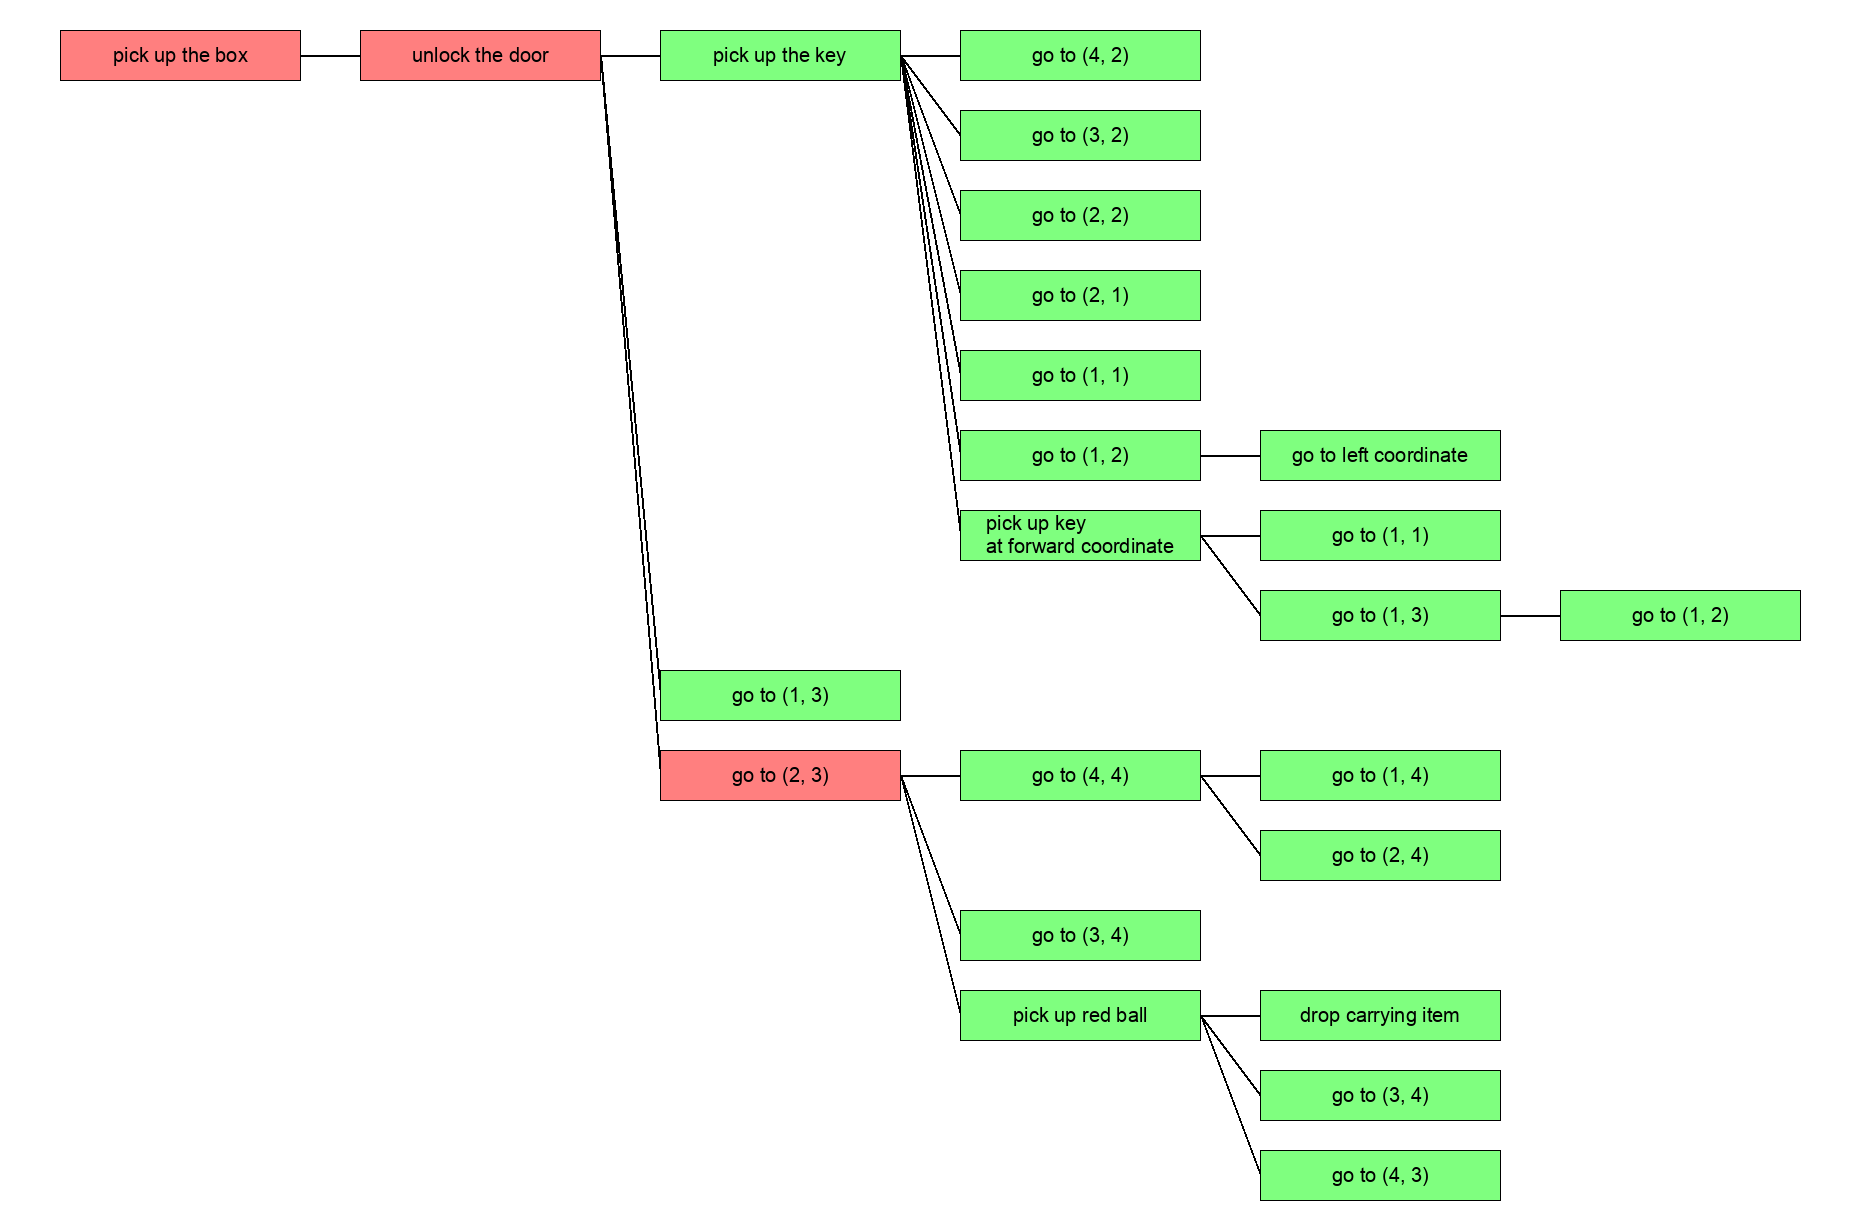 pick up the box
unlock the door
pick up the key
go to (4, 2)
go to (3, 2)
go to (2, 2)
go to (2, 1)
go to (1, 1)
go to (1, 2)
go to left coordinate
pick up key
at forward coordinate
go to (1, 1)
go to (1, 3)
go to (1, 2)
go to (1, 3)
go to (2, 3)
go to (4, 4)
go to (1, 4)
go to (2, 4)
go to (3, 4)
pick up red ball
drop carrying item
go to (3, 4)
go to (4, 3)